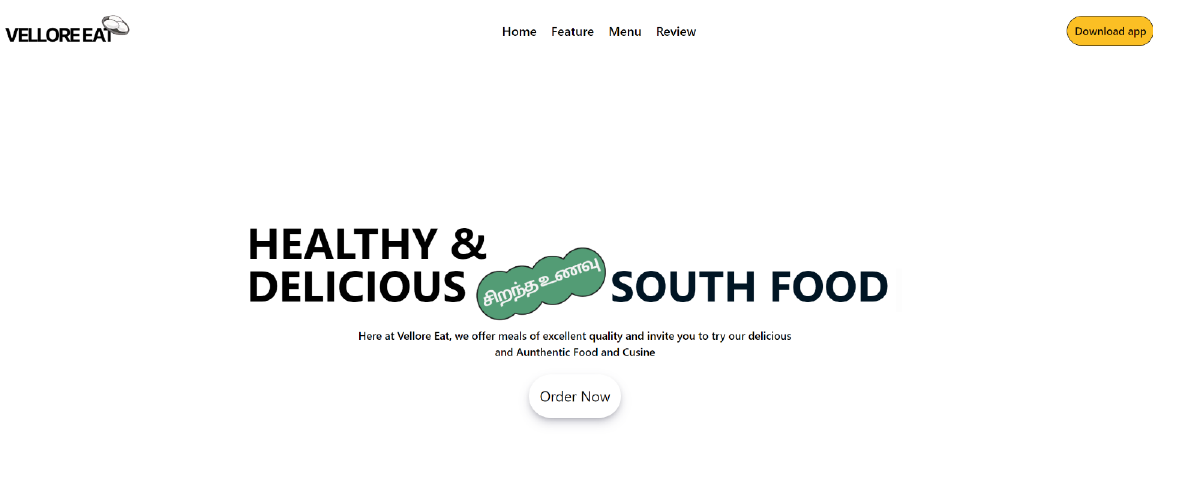 VELLORE EAT
Home Feature Menu Review
Download app
HEALTHY &
DELICIOUS சிறந்த உணவு SOUTH FOOD
Here at Vellore Eat, we offer meals of excellent quality and invite you to try our delicious
and Aunthentic Food and Cusine
Order Now